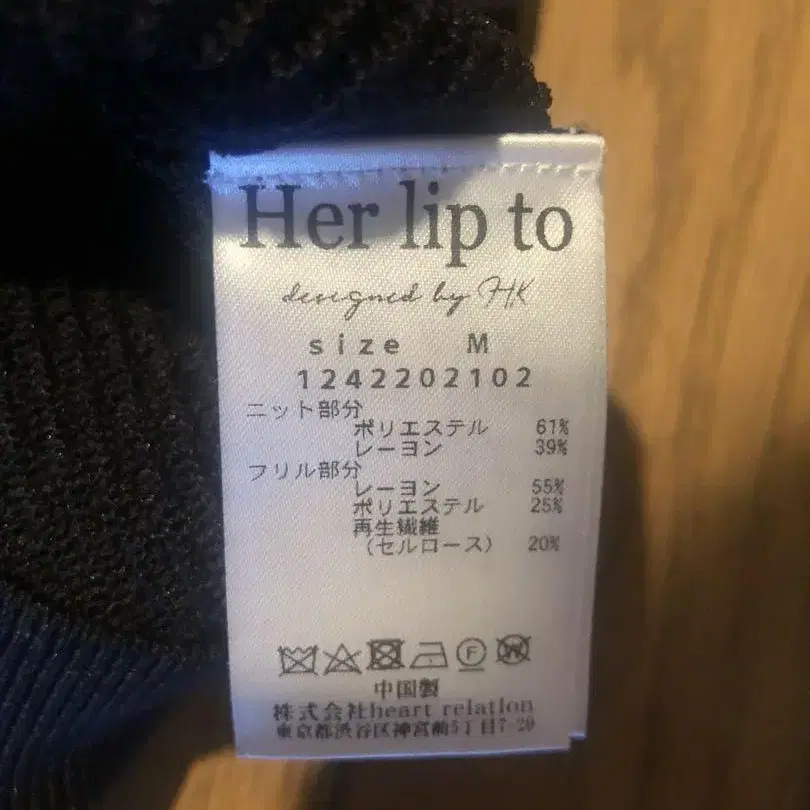 Her lip to
designed by HK
size M
1242202102
ニット部分
ポリエステル 61%
レーヨン 39%
フリル部分
レーヨン 55%
ポリエステル 25%
再生繊維
(セルロース) 20%
F W
中国製
株式会社heart relation
東京都渋谷区神宮前5丁目7-20